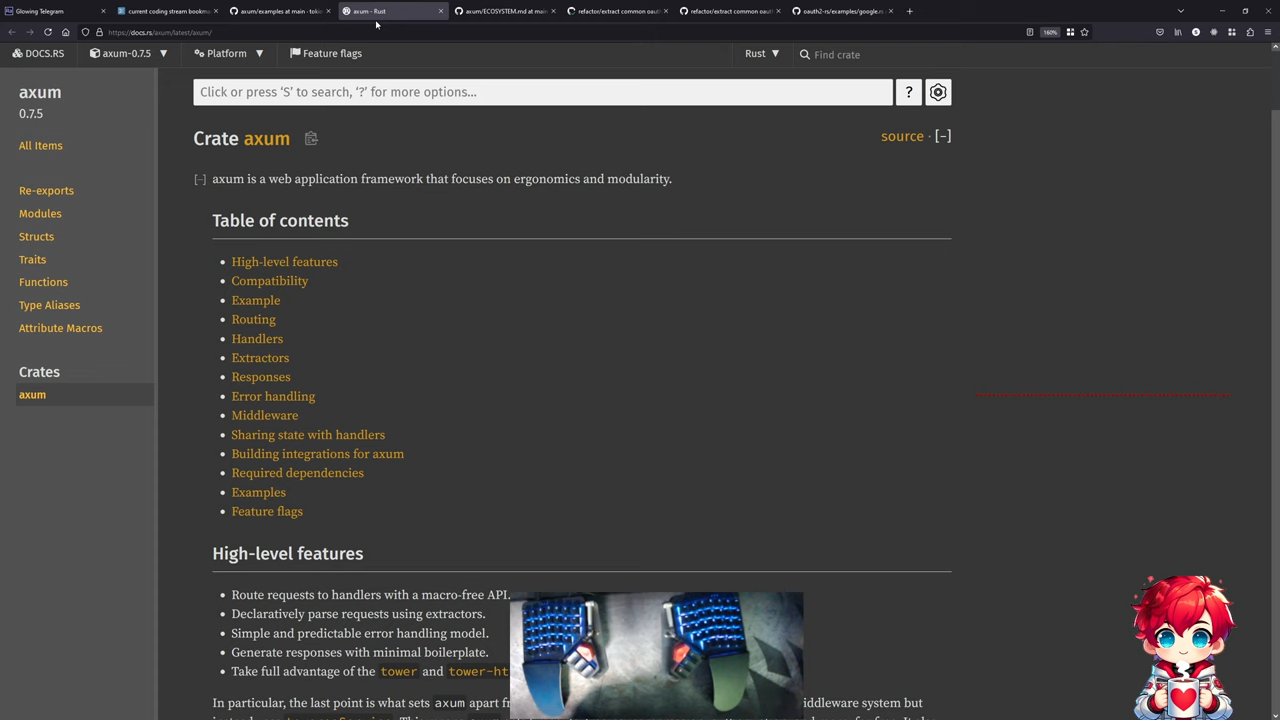 Glowing Telegram
current coding stream bookm
axum/examples at main · toki
axum - Rust
axum/ECOSYSTEM.md at main
refactor/extract common oauth
refactor/extract common oauth
oauth2-rs/examples/google.rs
https://docs.rs/axum/latest/axum/
160%
DOCS.RS
axum-0.7.5
Platform
Feature flags
Rust
Find crate
axum
0.7.5
All Items
Re-exports
Modules
Structs
Traits
Functions
Type Aliases
Attribute Macros
Crates
axum
Click or press ‘S’ to search, ‘?’ for more options…
?
Crate axum
source · [−]
[−] axum is a web application framework that focuses on ergonomics and modularity.
Table of contents
High-level features
Compatibility
Example
Routing
Handlers
Extractors
Responses
Error handling
Middleware
Sharing state with handlers
Building integrations for axum
Required dependencies
Examples
Feature flags
High-level features
Route requests to handlers with a macro-free API.
Declaratively parse requests using extractors.
Simple and predictable error handling model.
Generate responses with minimal boilerplate.
Take full advantage of the tower and tower-ht
In particular, the last point is what sets axum apart fr
iddleware system but